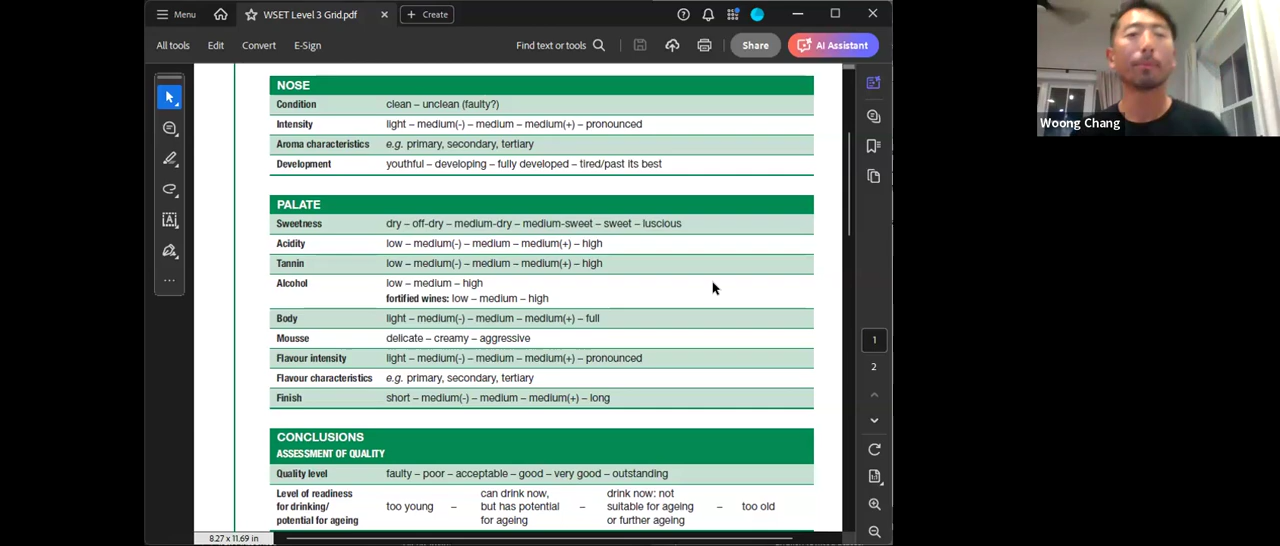 Menu
WSET Level 3 Grid.pdf
Create
All tools Edit Convert E-Sign
Find text or tools
Share
AI Assistant
NOSE
Condition clean – unclean (faulty?)
Intensity light – medium(-) – medium – medium(+) – pronounced
Aroma characteristics e.g. primary, secondary, tertiary
Development youthful – developing – fully developed – tired/past its best
PALATE
Sweetness dry – off-dry – medium-dry – medium-sweet – sweet – luscious
Acidity low – medium(-) – medium – medium(+) – high
Tannin low – medium(-) – medium – medium(+) – high
Alcohol low – medium – high
fortified wines: low – medium – high
Body light – medium(-) – medium – medium(+) – full
Mousse delicate – creamy – aggressive
Flavour intensity light – medium(-) – medium – medium(+) – pronounced
Flavour characteristics e.g. primary, secondary, tertiary
Finish short – medium(-) – medium – medium(+) – long
CONCLUSIONS
ASSESSMENT OF QUALITY
Quality level faulty – poor – acceptable – good – very good – outstanding
Level of readiness can drink now, drink now: not
for drinking/ too young – but has potential – suitable for ageing – too old
potential for ageing for ageing or further ageing
8.27 x 11.69 in
1
2
Woong Chang